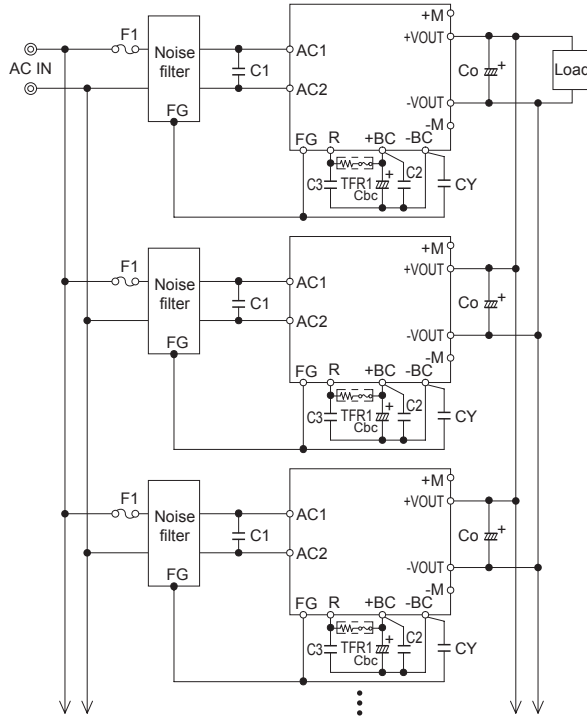 F1
AC IN
Noise
filter
FG
C1
AC1
AC2
+M
+VOUT
-VOUT
-M
Co
+
Load
FG
R
+BC
-BC
C3
TFR1
Cbc
+
C2
CY
F1
Noise
filter
FG
C1
AC1
AC2
+M
+VOUT
-VOUT
-M
Co
+
FG
R
+BC
-BC
C3
TFR1
Cbc
+
C2
CY
F1
Noise
filter
FG
C1
AC1
AC2
+M
+VOUT
-VOUT
-M
Co
+
FG
R
+BC
-BC
C3
TFR1
Cbc
+
C2
CY